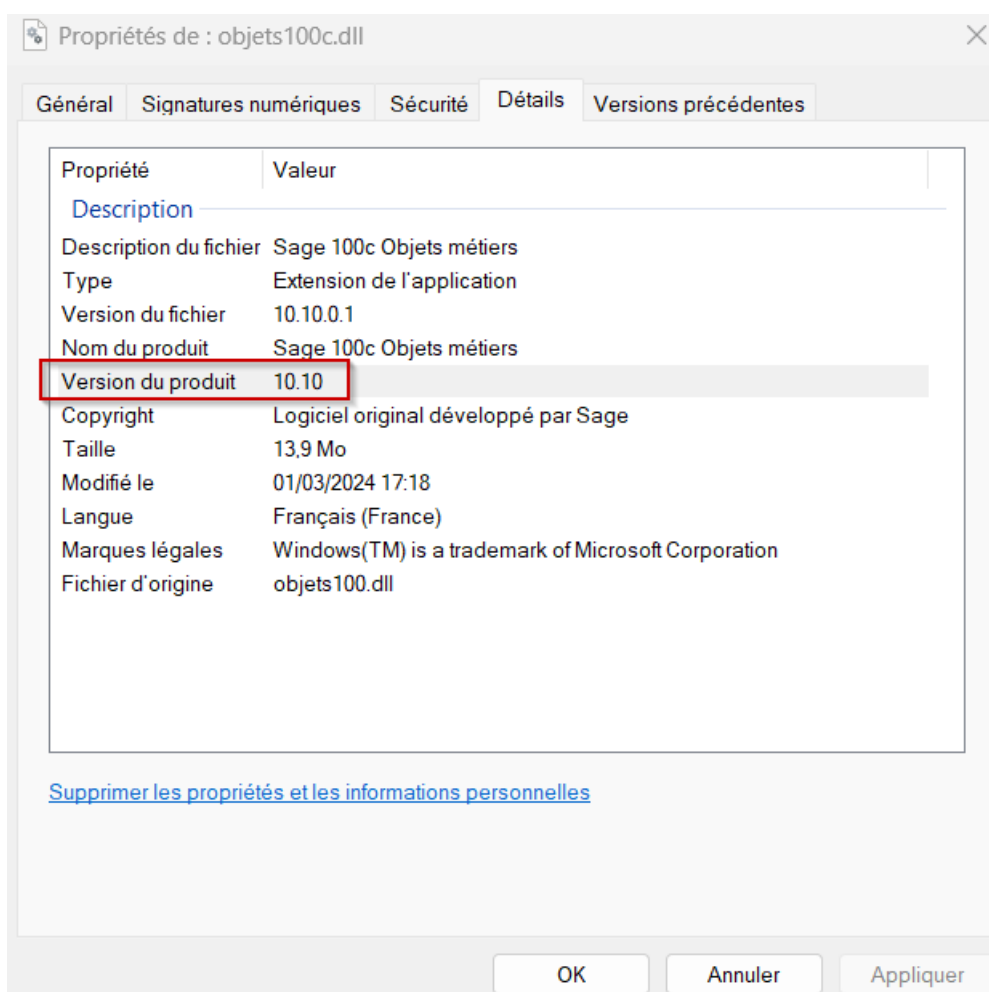 Propriétés de : objets100c.dll
Général Signatures numériques Sécurité Détails Versions précédentes
Propriété Valeur
Description
Description du fichier Sage 100c Objets métiers
Type Extension de l'application
Version du fichier 10.10.0.1
Nom du produit Sage 100c Objets métiers
Version du produit 10.10
Copyright Logiciel original développé par Sage
Taille 13,9 Mo
Modifié le 01/03/2024 17:18
Langue Français (France)
Marques légales Windows(TM) is a trademark of Microsoft Corporation
Fichier d'origine objets100.dll
Supprimer les propriétés et les informations personnelles
OK Annuler Appliquer